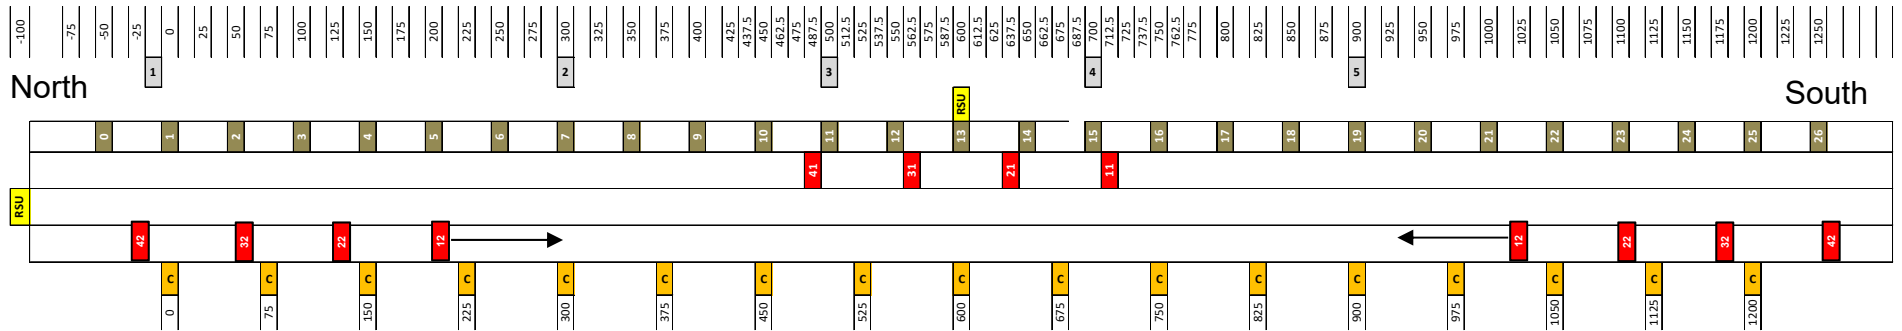 -100 -75 -50 -25 0 25 50 75 100 125 150 175 200 225 250 275 300 325 350 375 400 425 437.5 450 462.5 475 487.5 500 512.5 525 537.5 550 562.5 575 587.5 600 612.5 625 637.5 650 662.5 675 687.5 700 712.5 725 737.5 750 762.5 775 800 825 850 875 900 925 950 975 1000 1025 1050 1075 1100 1125 1150 1175 1200 1225 1250
1 2 3 4 5
North South
RSU
0 1 2 3 4 5 6 7 8 9 10 11 12 13 14 15 16 17 18 19 20 21 22 23 24 25 26
41 31 21 11
RSU
42 32 22 12 12 22 32 42
C C C C C C C C C C C C C C C C C
0 75 150 225 300 375 450 525 600 675 750 825 900 975 1050 1125 1200